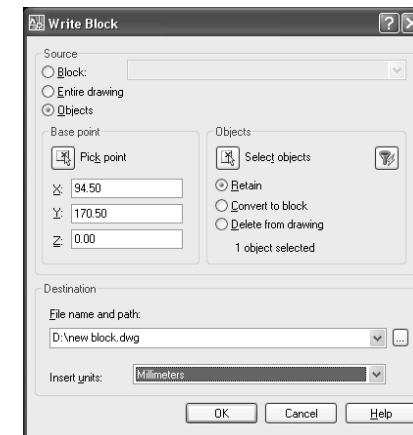 Write Block
Source
Block:
Entire drawing
Objects
Base point
Pick point
X: 94.50
Y: 170.50
Z: 0.00
Objects
Select objects
Retain
Convert to block
Delete from drawing
1 object selected
Destination
File name and path:
D:\new block.dwg
...
Insert units: Millimeters
OK Cancel Help